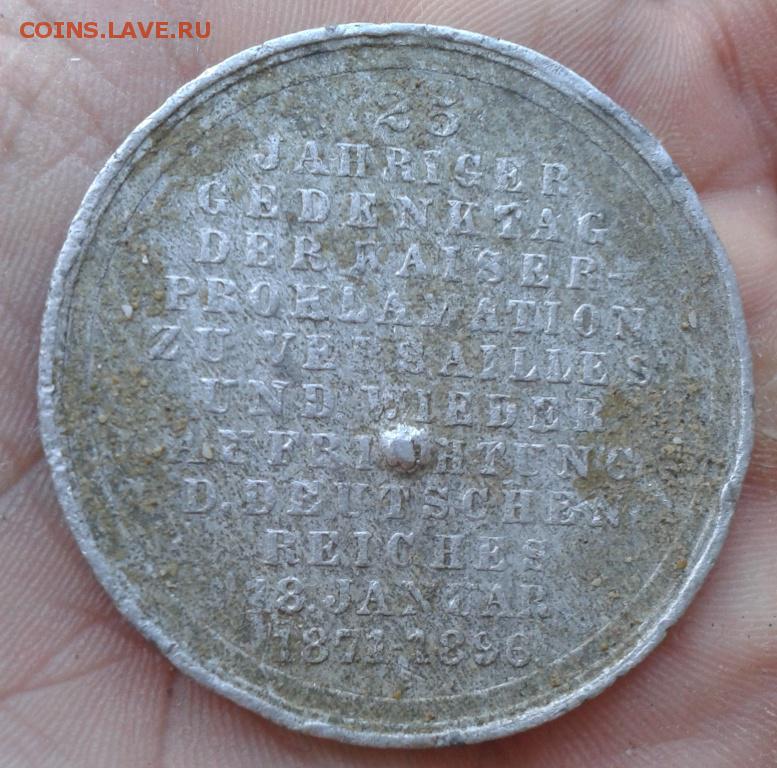 COINS.LAVE.RU
25
JAHRIGER
GEDENKTAG
DER KAISER-
PROKLAMATION
ZU VERSAILLES
UND WIEDER
AUFRICHTUNG
D. DEUTSCHEN
REICHES
18. JANUAR
1871-1896